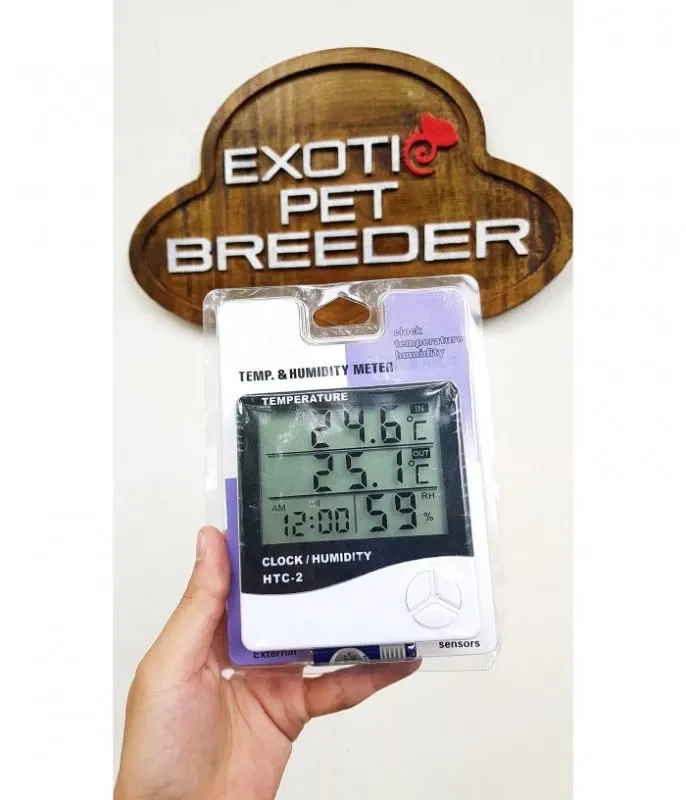 EXOTIC
PET
BREEDER
clock
temperature
humidity
TEMP. & HUMIDITY METER
TEMPERATURE
IN
24.6°C
OUT
25.1°C
AM
12:00
RH
59 %
CLOCK / HUMIDITY
HTC-2
External
sensors